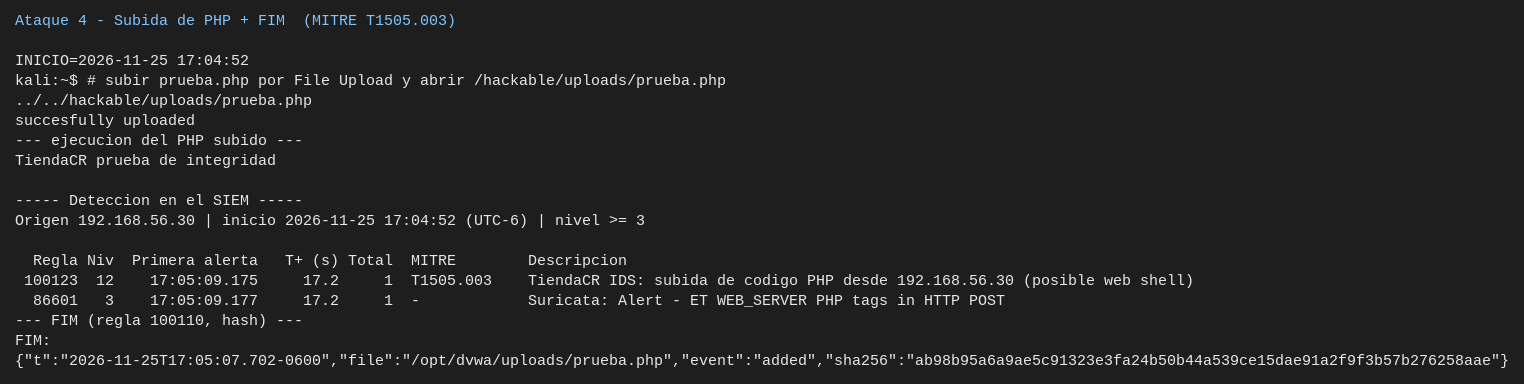 Ataque 4 - Subida de PHP + FIM  (MITRE T1505.003)
INICIO=2026-11-25 17:04:52
kali:~$ # subir prueba.php por File Upload y abrir /hackable/uploads/prueba.php
../../hackable/uploads/prueba.php
succesfully uploaded
--- ejecucion del PHP subido ---
TiendaCR prueba de integridad
----- Deteccion en el SIEM -----
Origen 192.168.56.30 | inicio 2026-11-25 17:04:52 (UTC-6) | nivel >= 3
  Regla Niv  Primera alerta   T+ (s) Total  MITRE        Descripcion
 100123  12    17:05:09.175     17.2     1  T1505.003    TiendaCR IDS: subida de codigo PHP desde 192.168.56.30 (posible web shell)
  86601   3    17:05:09.177     17.2     1  -            Suricata: Alert - ET WEB_SERVER PHP tags in HTTP POST
--- FIM (regla 100110, hash) ---
FIM:
{"t":"2026-11-25T17:05:07.702-0600","file":"/opt/dvwa/uploads/prueba.php","event":"added","sha256":"ab98b95a6a9ae5c91323e3fa24b50b44a539ce15dae91a2f9f3b57b276258aae"}